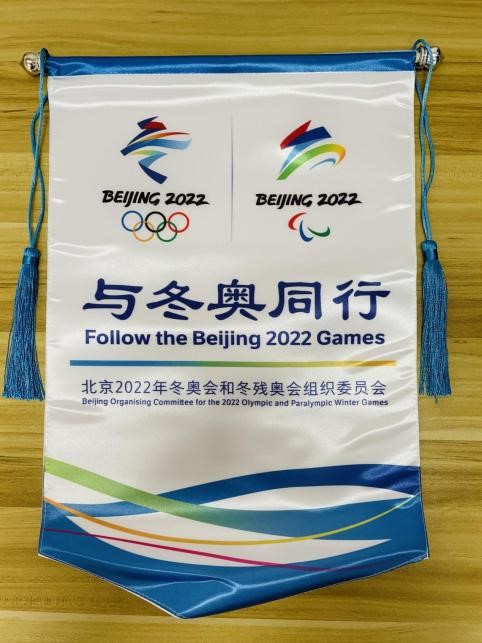 BEIJING 2022
BEIJING 2022
与冬奥同行
Follow the Beijing 2022 Games
北京2022年冬奥会和冬残奥会组织委员会
Beijing Organising Committee for the 2022 Olympic and Paralympic Winter Games